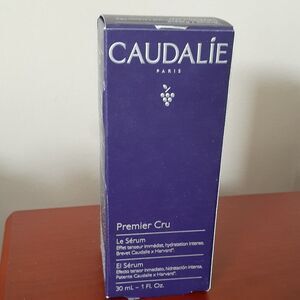 CAUDALIE
PARIS
Premier Cru
Le Sérum
Effet tenseur immédiat, hydratation intense.
Brevet Caudalie x Harvard*.
El Sérum
Efecto tensor inmediato, hidratación intensa.
Patente Caudalie x Harvard*.
30 mL – 1 Fl. Oz.